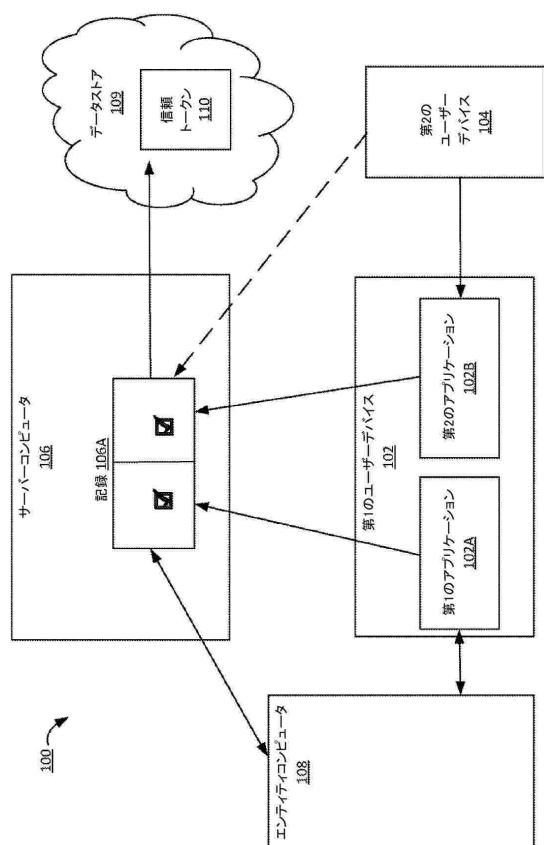 100
サーバーコンピュータ
106
記録 106A
データストア
109
信頼
トークン
110
エンティティコンピュータ
108
第1のユーザーデバイス
102
第1のアプリケーション
102A
第2のアプリケーション
102B
第2の
ユーザー
デバイス
104